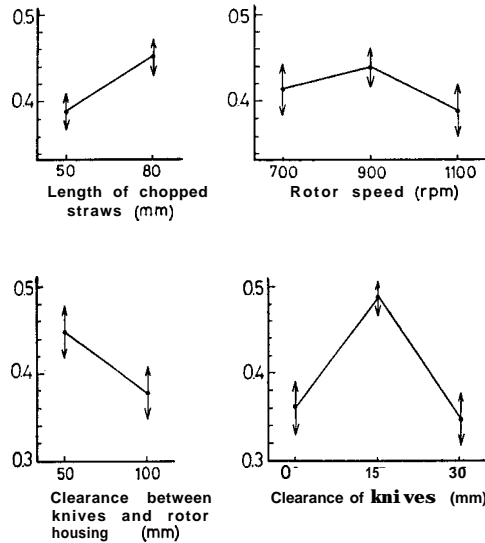 0.5
0.4
50 80
Length of chopped
straws (mm)
0.5
0.4
700 900 1100
Rotor speed (rpm)
0.5
0.4
0.3
50 100
Clearance between
knives and rotor
housing (mm)
0.5
0.4
0.3
0 15 30
Clearance of knives (mm)